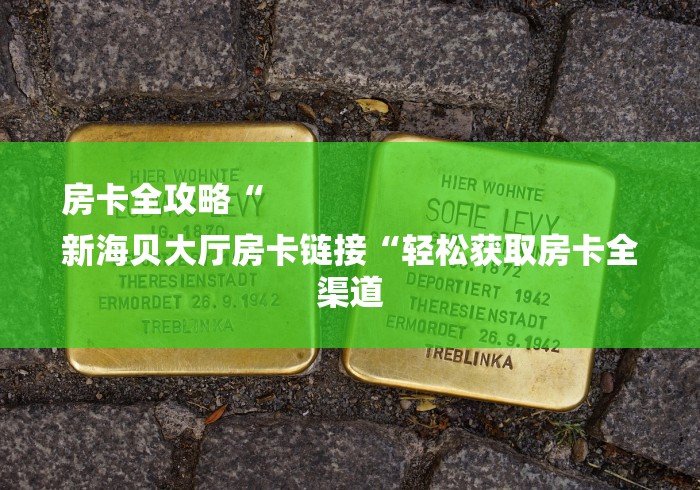 房卡全攻略“
新海贝大厅房卡链接“轻松获取房卡全
渠道
HIER WOHNTE
JG. 1870
THERESIENSTADT
ERMORDET 26.9.1942
TREBLINKA
HIER WOHNTE
SOFIE LEVY
1872
DEPORTIERT 1942
THERESIENSTADT
ERMORDET 26.9.1942
TREBLINKA